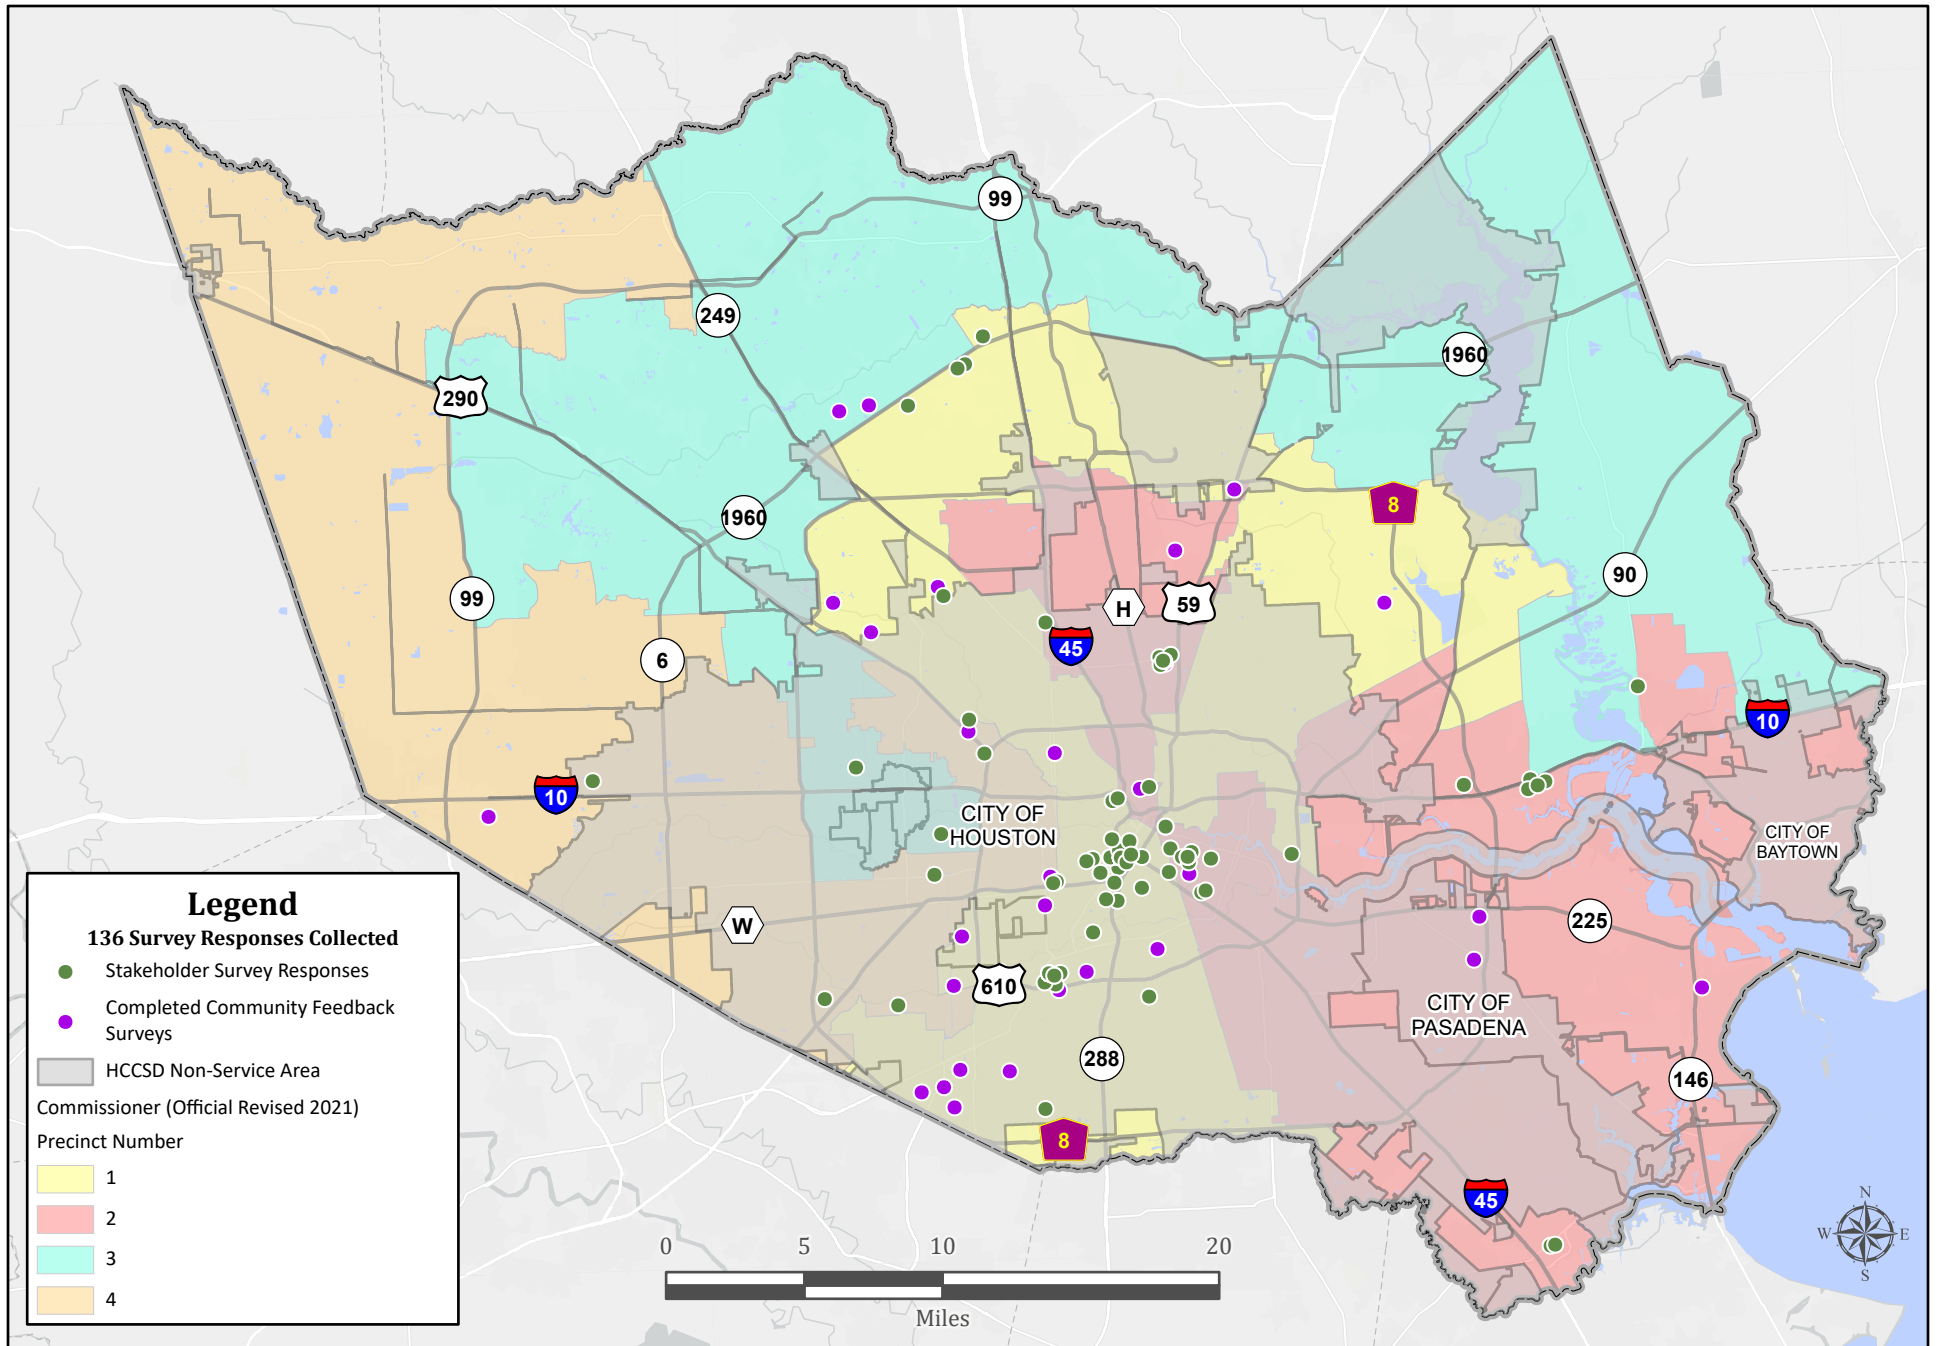 99
249
1960
290
8
1960
90
99
H
59
45
6
10
10
CITY OF
HOUSTON
CITY OF
BAYTOWN
W
225
610
CITY OF
PASADENA
288
146
8
45
Legend
136 Survey Responses Collected
Stakeholder Survey Responses
Completed Community Feedback
Surveys
HCCSD Non-Service Area
Commissioner (Official Revised 2021)
Precinct Number
1
2
3
4
0 5 10 20
Miles
N
W E
S